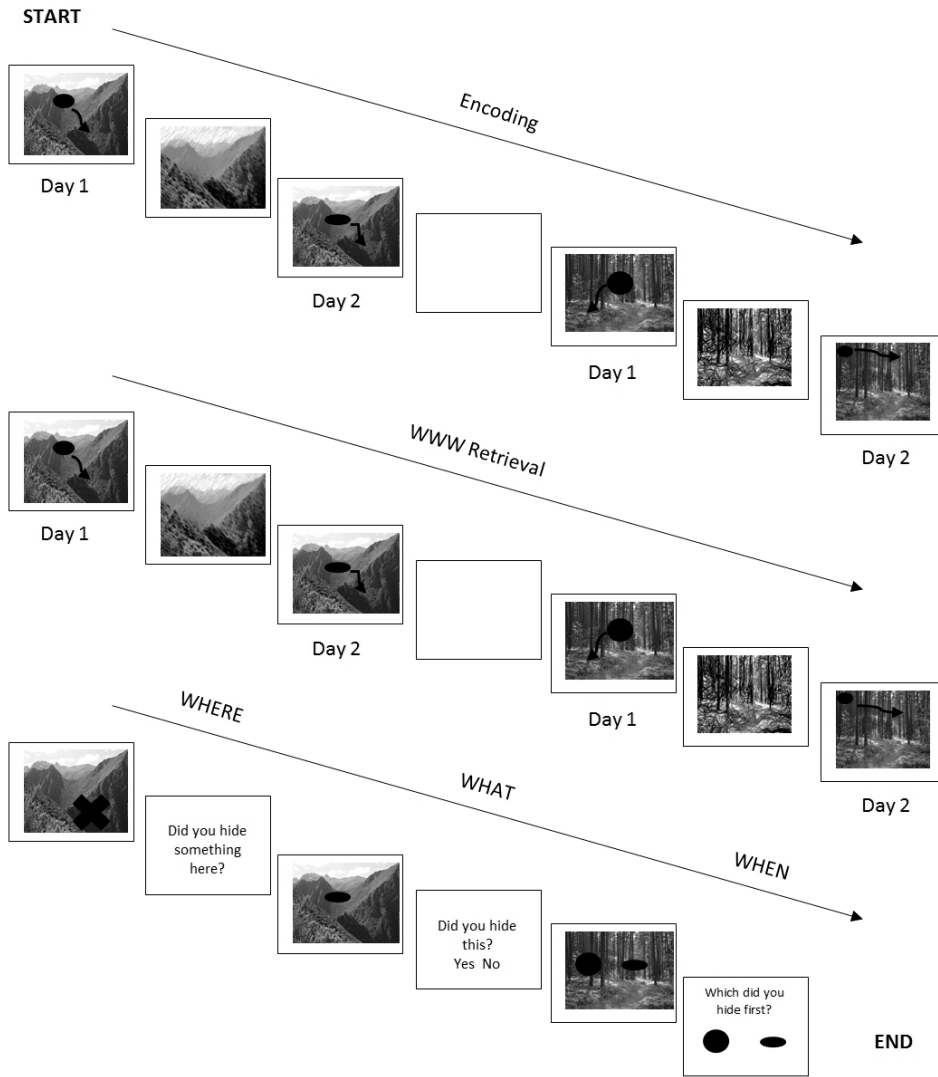 START
Encoding
Day 1
Day 2
Day 1
Day 2
WWW Retrieval
Day 1
Day 2
Day 1
Day 2
WHERE
WHAT
WHEN
Did you hide
something
here?
Did you hide
this?
Yes No
Which did you
hide first?
END